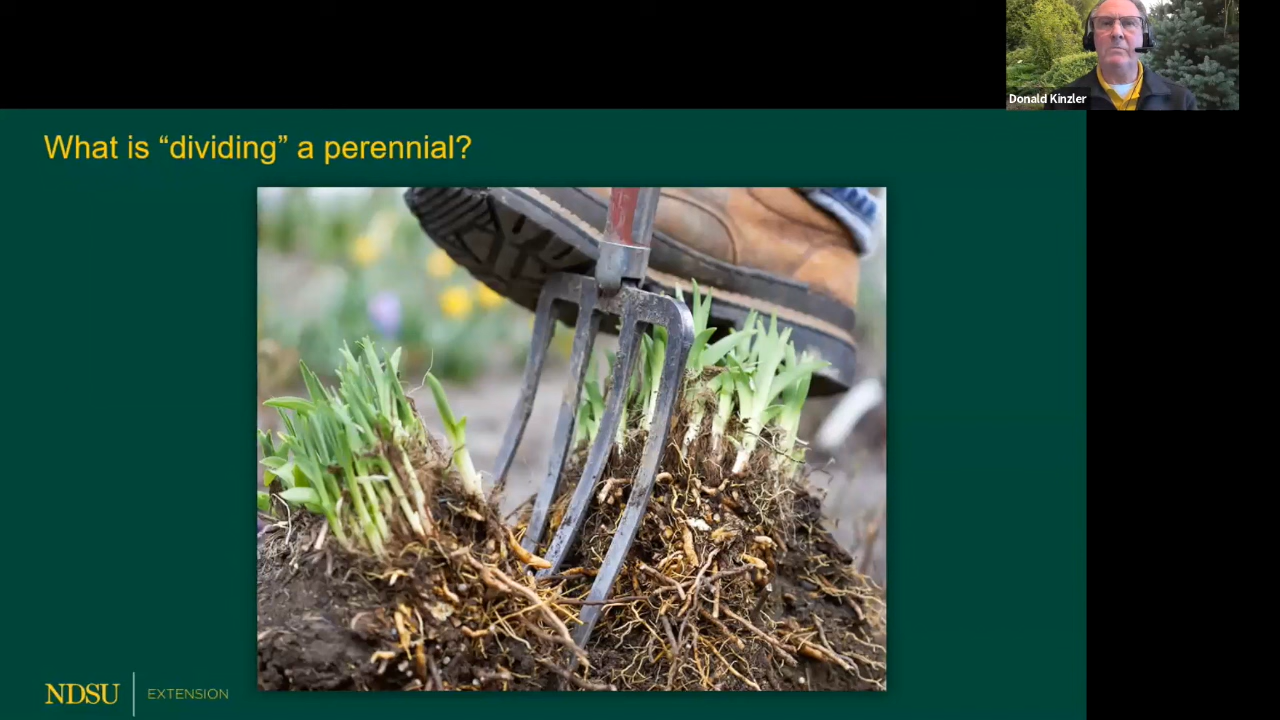 Donald Kinzler
What is “dividing” a perennial?
NDSU
EXTENSION